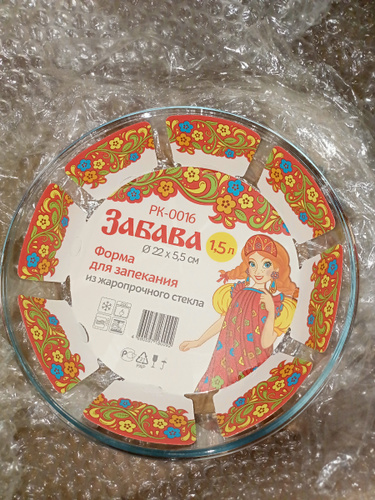 РК-0016
ЗАБАВА
Ø 22 х 5,5 см
1,5 л
Форма
для запекания
из жаропрочного стекла